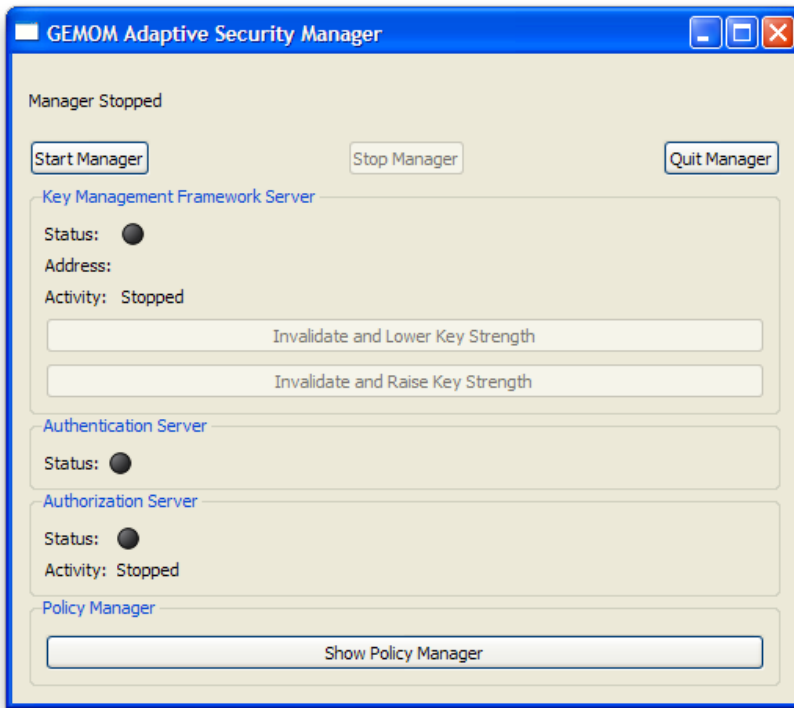 GEMOM Adaptive Security Manager
Manager Stopped
Start Manager Stop Manager Quit Manager
Key Management Framework Server
Status:
Address:
Activity: Stopped
Invalidate and Lower Key Strength
Invalidate and Raise Key Strength
Authentication Server
Status:
Authorization Server
Status:
Activity: Stopped
Policy Manager
Show Policy Manager